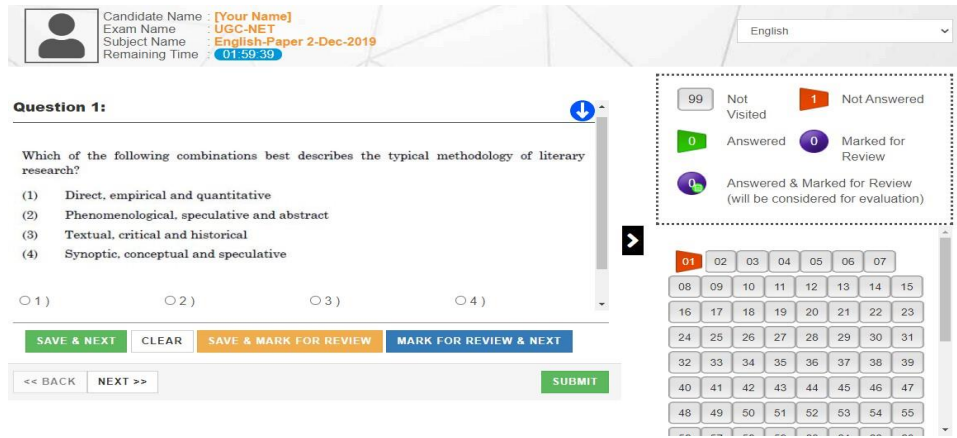 Candidate Name : [Your Name]
Exam Name : UGC-NET
Subject Name : English-Paper 2-Dec-2019
Remaining Time : 01:59:39
English
Question 1:
Which of the following combinations best describes the typical methodology of literary
research?
(1) Direct, empirical and quantitative
(2) Phenomenological, speculative and abstract
(3) Textual, critical and historical
(4) Synoptic, conceptual and speculative
1 ) 2 ) 3 ) 4 )
SAVE & NEXT CLEAR SAVE & MARK FOR REVIEW MARK FOR REVIEW & NEXT
<< BACK NEXT >> SUBMIT
99 Not Visited 1 Not Answered
0 Answered 0 Marked for Review
0 Answered & Marked for Review
(will be considered for evaluation)
01 02 03 04 05 06 07
08 09 10 11 12 13 14 15
16 17 18 19 20 21 22 23
24 25 26 27 28 29 30 31
32 33 34 35 36 37 38 39
40 41 42 43 44 45 46 47
48 49 50 51 52 53 54 55